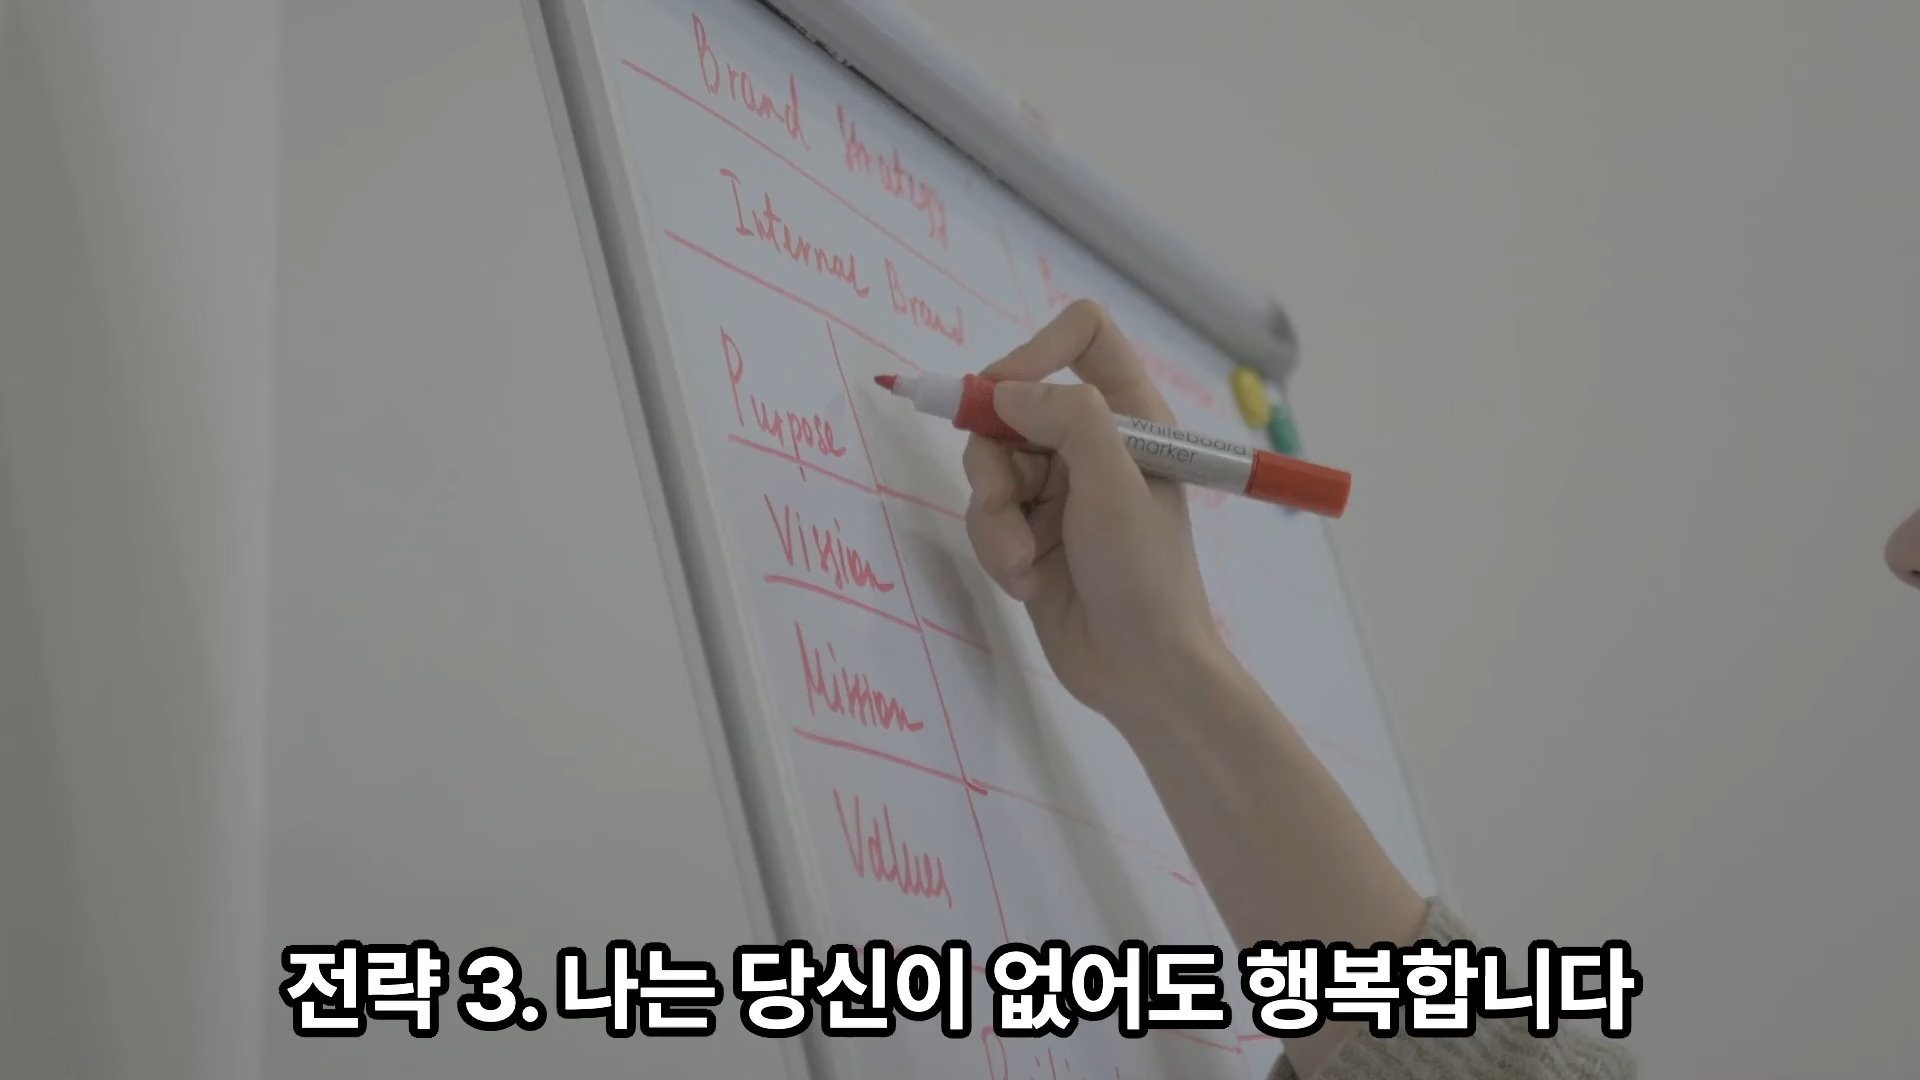 Brand Strategy
Internal Brand
Purpose
Vission
Mission
Values
Whiteboard
marker
전략 3. 나는 당신이 없어도 행복합니다